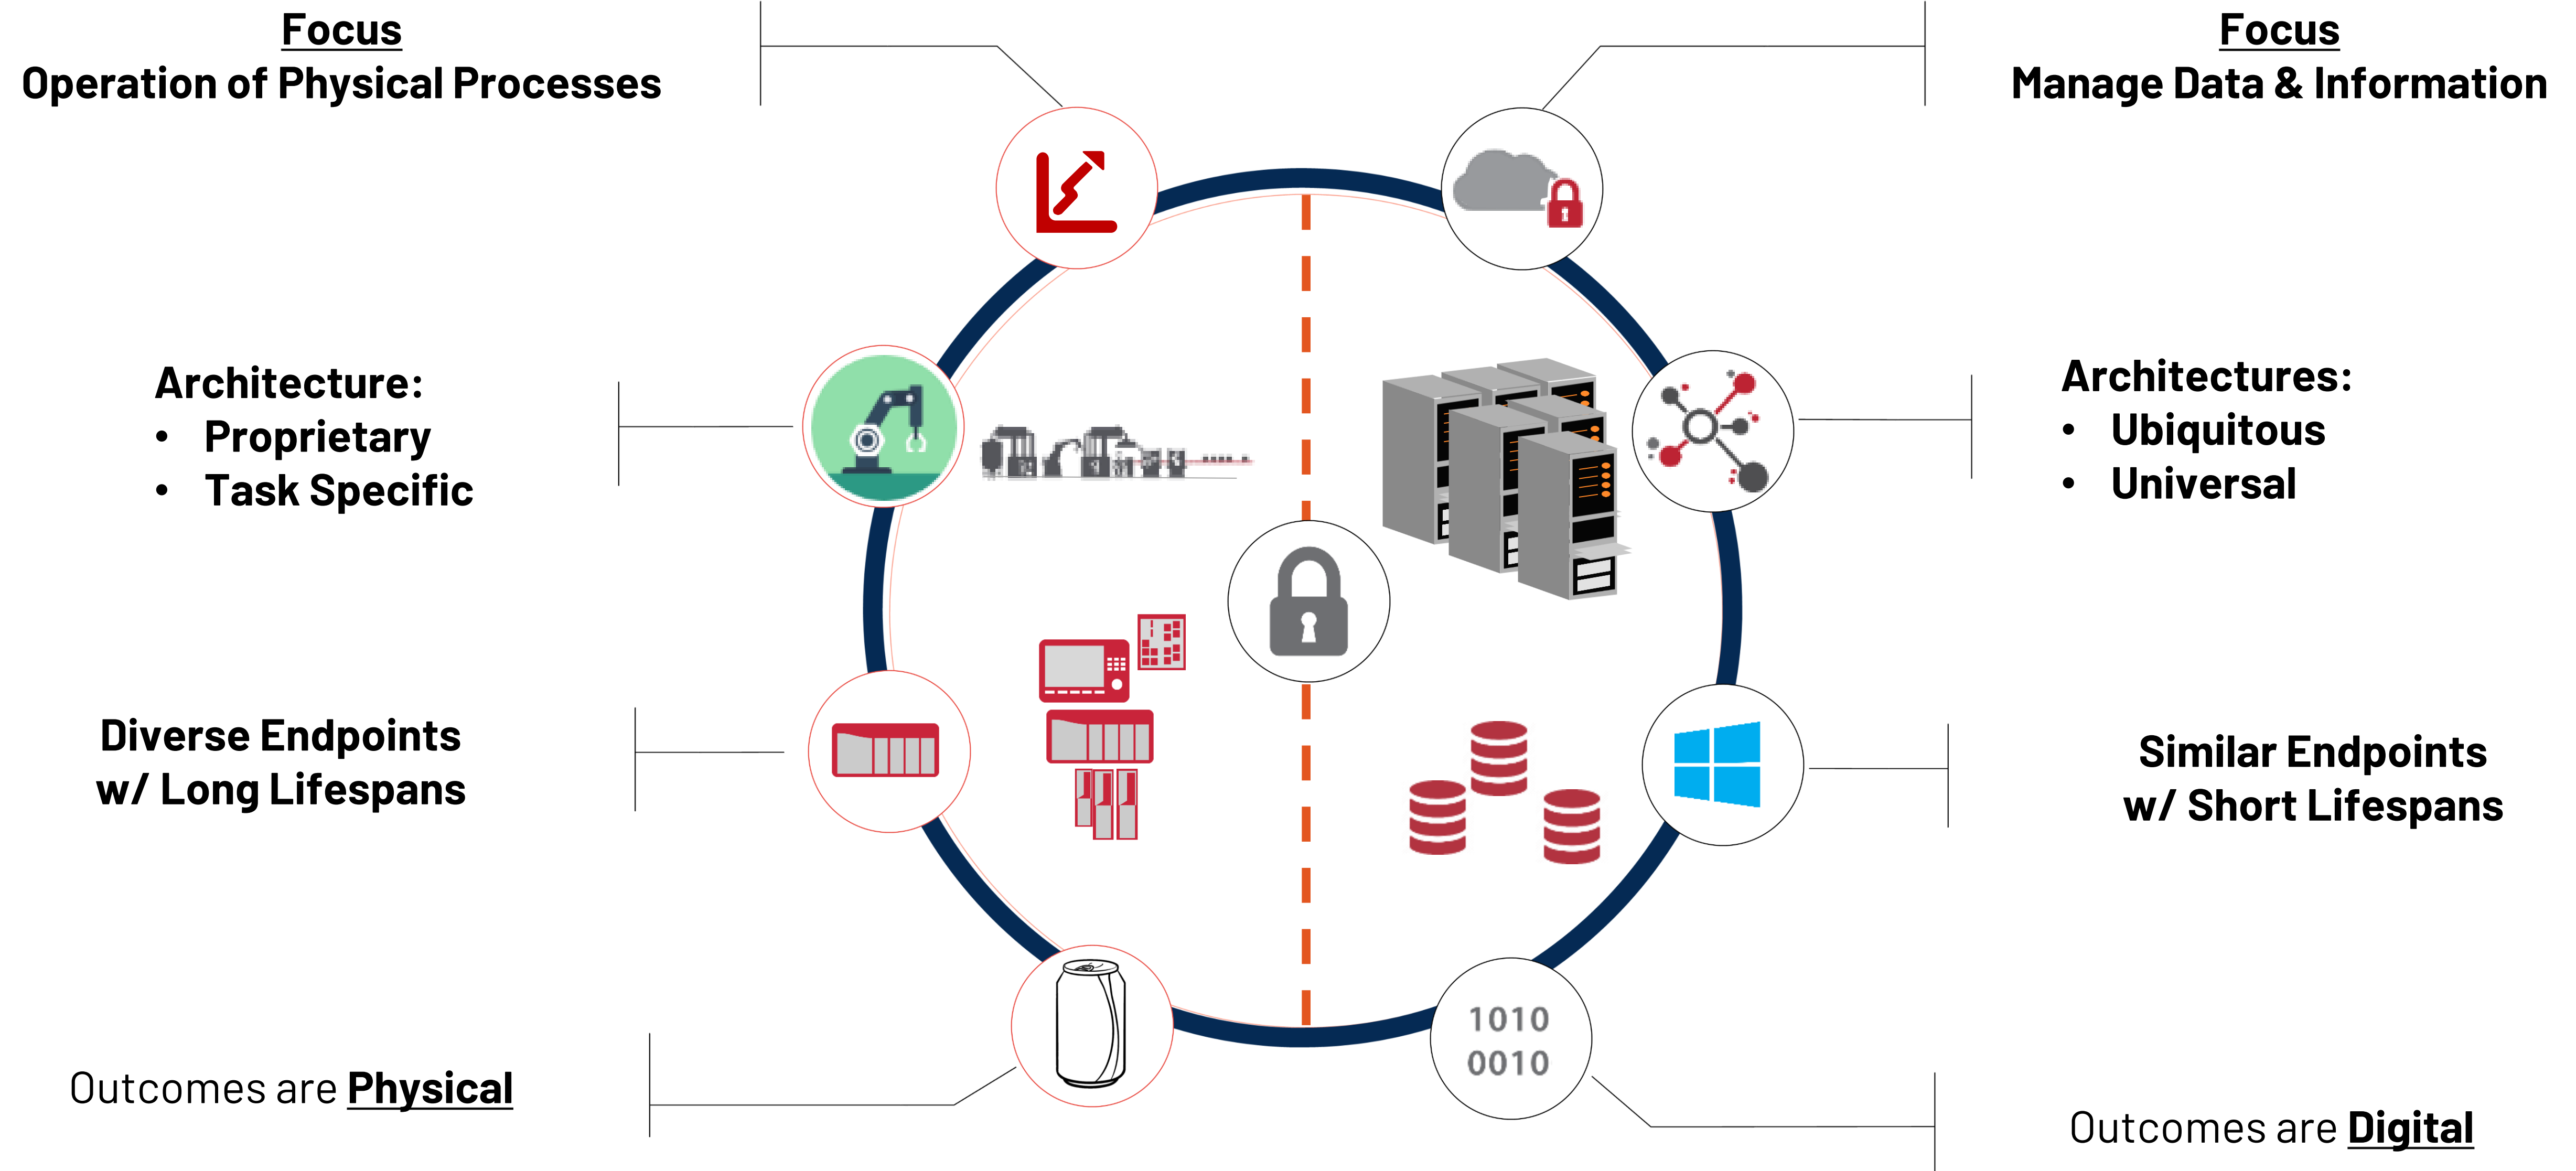 Focus
Operation of Physical Processes
Architecture:
• Proprietary
• Task Specific
Diverse Endpoints
w/ Long Lifespans
Outcomes are Physical
Focus
Manage Data & Information
Architectures:
• Ubiquitous
• Universal
Similar Endpoints
w/ Short Lifespans
1010
0010
Outcomes are Digital